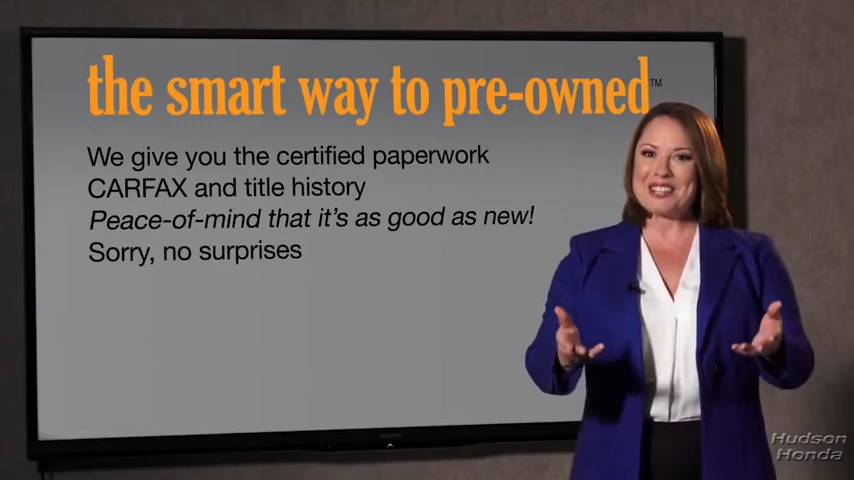 the smart way to pre-owned™
We give you the certified paperwork
CARFAX and title history
Peace-of-mind that it's as good as new!
Sorry, no surprises
Hudson
Honda